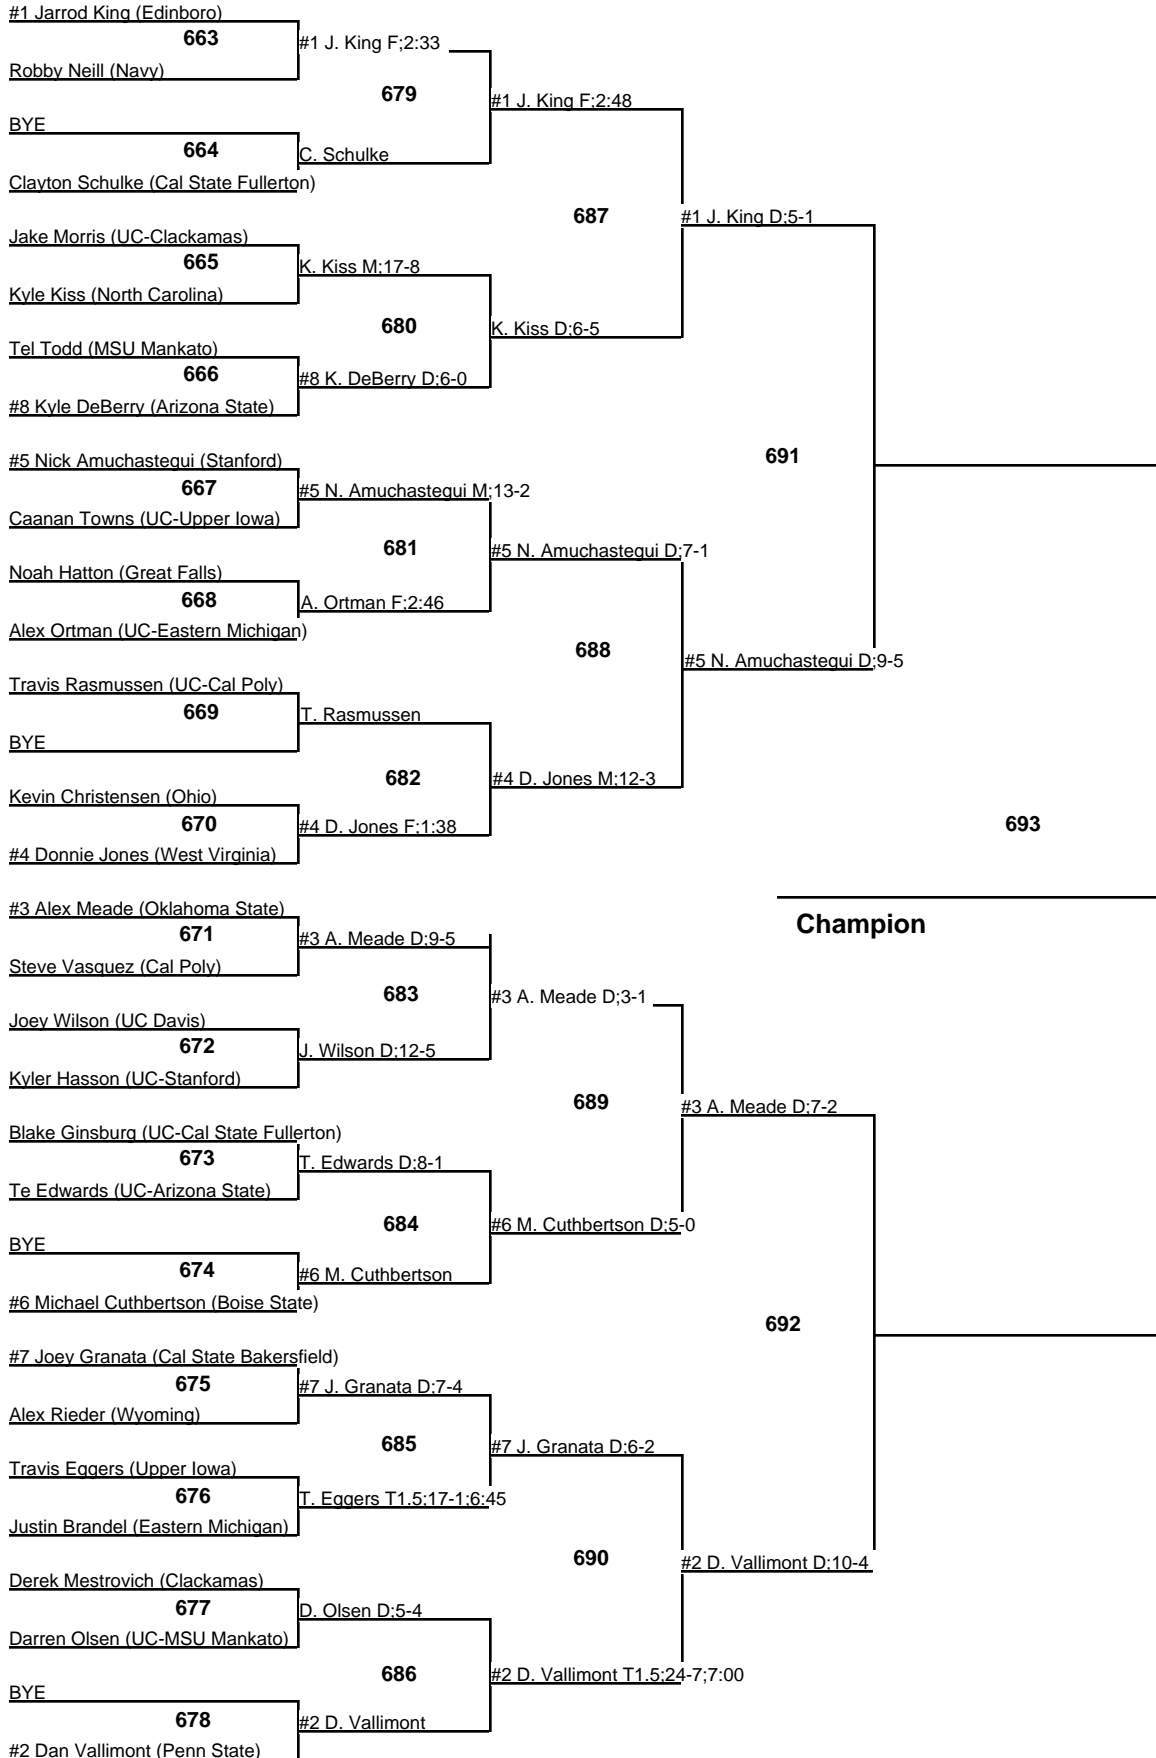 #1 Jarrod King (Edinboro)
663
#1 J. King F;2:33
Robby Neill (Navy)
679
#1 J. King F;2:48
BYE
664
C. Schulke
Clayton Schulke (Cal State Fullerton)
687
#1 J. King D;5-1
Jake Morris (UC-Clackamas)
665
K. Kiss M;17-8
Kyle Kiss (North Carolina)
680
K. Kiss D;6-5
Tel Todd (MSU Mankato)
666
#8 K. DeBerry D;6-0
#8 Kyle DeBerry (Arizona State)
691
#5 Nick Amuchastegui (Stanford)
667
#5 N. Amuchastegui M;13-2
Caanan Towns (UC-Upper Iowa)
681
#5 N. Amuchastegui D;7-1
Noah Hatton (Great Falls)
668
A. Ortman F;2:46
Alex Ortman (UC-Eastern Michigan)
688
#5 N. Amuchastegui D;9-5
Travis Rasmussen (UC-Cal Poly)
669
T. Rasmussen
BYE
682
#4 D. Jones M;12-3
Kevin Christensen (Ohio)
670
#4 D. Jones F;1:38
693
#4 Donnie Jones (West Virginia)
#3 Alex Meade (Oklahoma State)
Champion
671
#3 A. Meade D;9-5
Steve Vasquez (Cal Poly)
683
#3 A. Meade D;3-1
Joey Wilson (UC Davis)
672
J. Wilson D;12-5
Kyler Hasson (UC-Stanford)
689
#3 A. Meade D;7-2
Blake Ginsburg (UC-Cal State Fullerton)
673
T. Edwards D;8-1
Te Edwards (UC-Arizona State)
684
#6 M. Cuthbertson D;5-0
BYE
674
#6 M. Cuthbertson
#6 Michael Cuthbertson (Boise State)
692
#7 Joey Granata (Cal State Bakersfield)
675
#7 J. Granata D;7-4
Alex Rieder (Wyoming)
685
#7 J. Granata D;6-2
Travis Eggers (Upper Iowa)
676
T. Eggers T1.5;17-1;6:45
Justin Brandel (Eastern Michigan)
690
#2 D. Vallimont D;10-4
Derek Mestrovich (Clackamas)
677
D. Olsen D;5-4
Darren Olsen (UC-MSU Mankato)
686
#2 D. Vallimont T1.5;24-7;7:00
BYE
678
#2 D. Vallimont
#2 Dan Vallimont (Penn State)